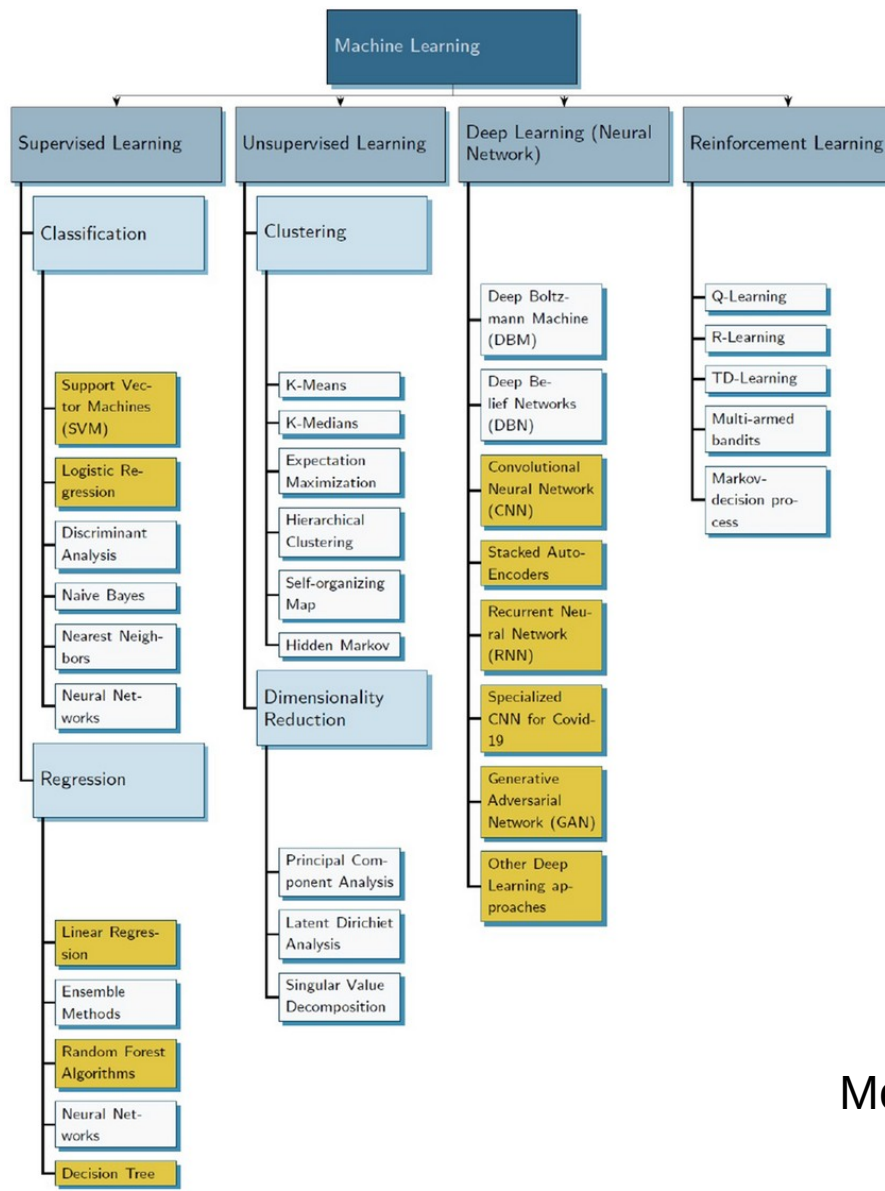 Machine Learning
Supervised Learning
Unsupervised Learning
Deep Learning (Neural
Network)
Reinforcement Learning
Classification
Support Vec-
tor Machines
(SVM)
Logistic Re-
gression
Discriminant
Analysis
Naive Bayes
Nearest Neigh-
bors
Neural Net-
works
Regression
Linear Regres-
sion
Ensemble
Methods
Random Forest
Algorithms
Neural Net-
works
Decision Tree
Clustering
K-Means
K-Medians
Expectation
Maximization
Hierarchical
Clustering
Self-organizing
Map
Hidden Markov
Dimensionality
Reduction
Principal Com-
ponent Analysis
Latent Dirichiet
Analysis
Singular Value
Decomposition
Deep Boltz-
mann Machine
(DBM)
Deep Be-
lief Networks
(DBN)
Convolutional
Neural Network
(CNN)
Stacked Auto-
Encoders
Recurrent Neu-
ral Network
(RNN)
Specialized
CNN for Covid-
19
Generative
Adversarial
Network (GAN)
Other Deep
Learning ap-
proaches
Q-Learning
R-Learning
TD-Learning
Multi-armed
bandits
Markov-
decision pro-
cess